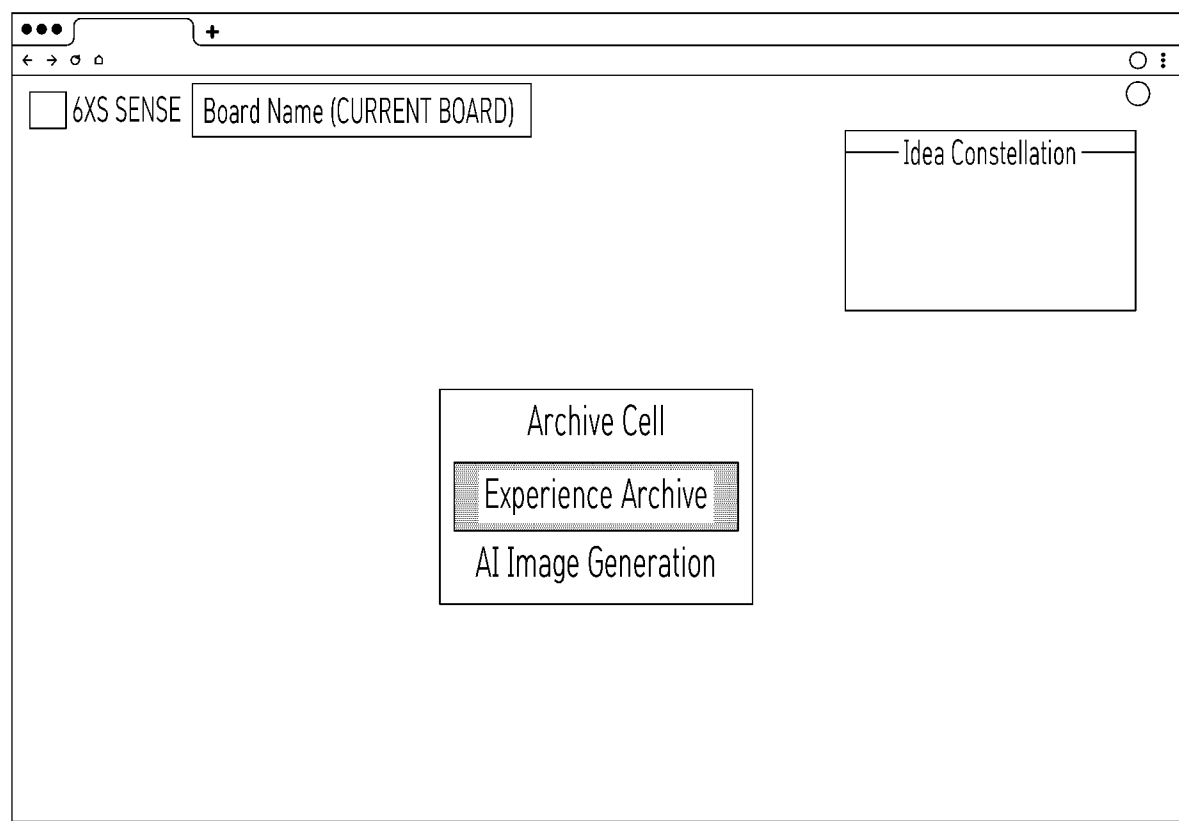 6XS SENSE
Board Name (CURRENT BOARD)
Idea Constellation
Archive Cell
Experience Archive
AI Image Generation